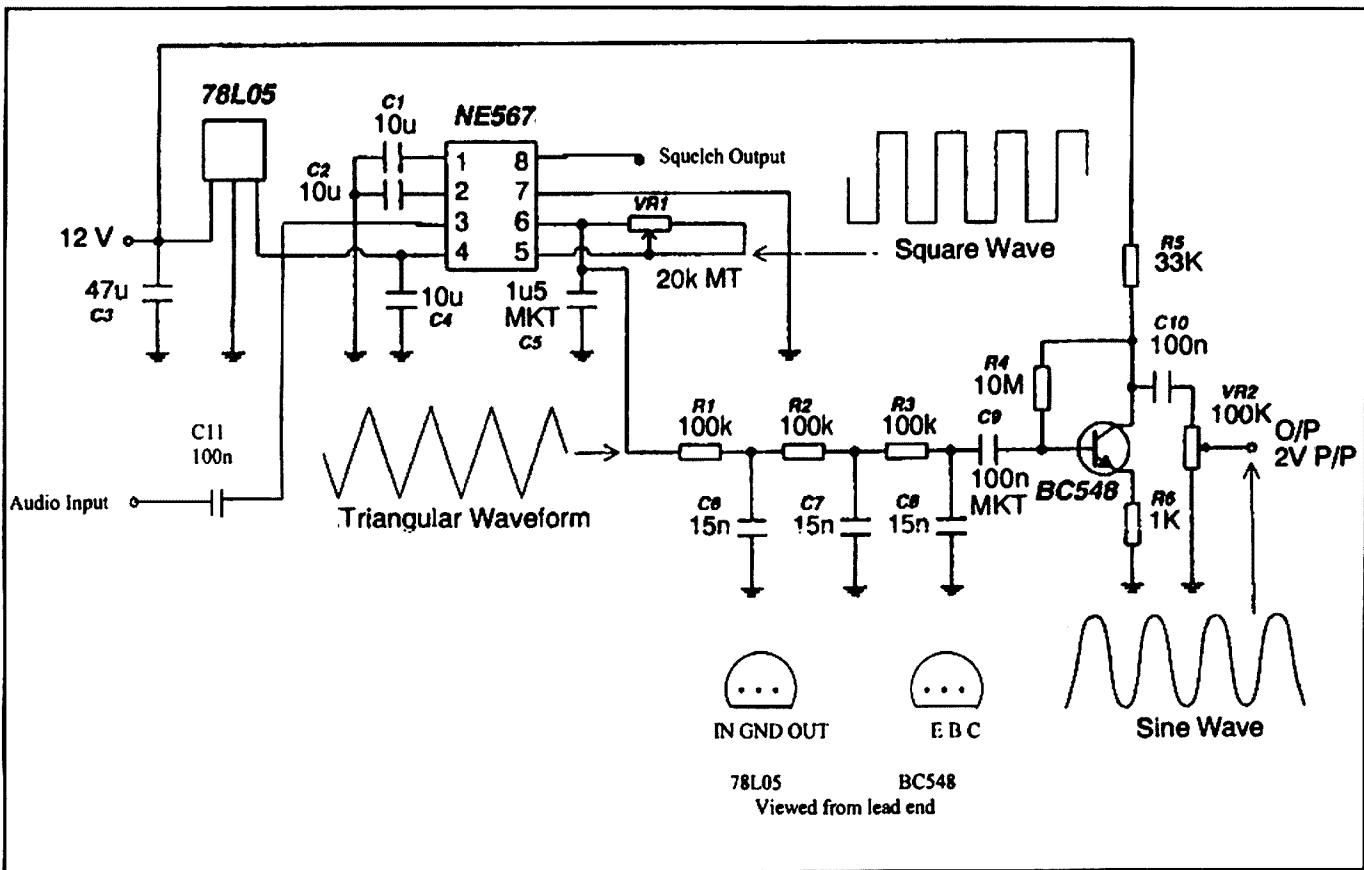 78L05
C1
10u
NE567
C2
10u
1
2
3
4
8
7
6
5
Squelch Output
VR1
20k MT
Square Wave
12 V
47u
C3
10u
C4
1u5
MKT
C5
R5
33K
C10
100n
R4
10M
VR2
100K
O/P
2V P/P
R1
100k
R2
100k
R3
100k
C9
100n
MKT
BC548
R6
1K
C11
100n
Audio Input
Triangular Waveform
C6
15n
C7
15n
C8
15n
IN GND OUT
E B C
Sine Wave
78L05
BC548
Viewed from lead end